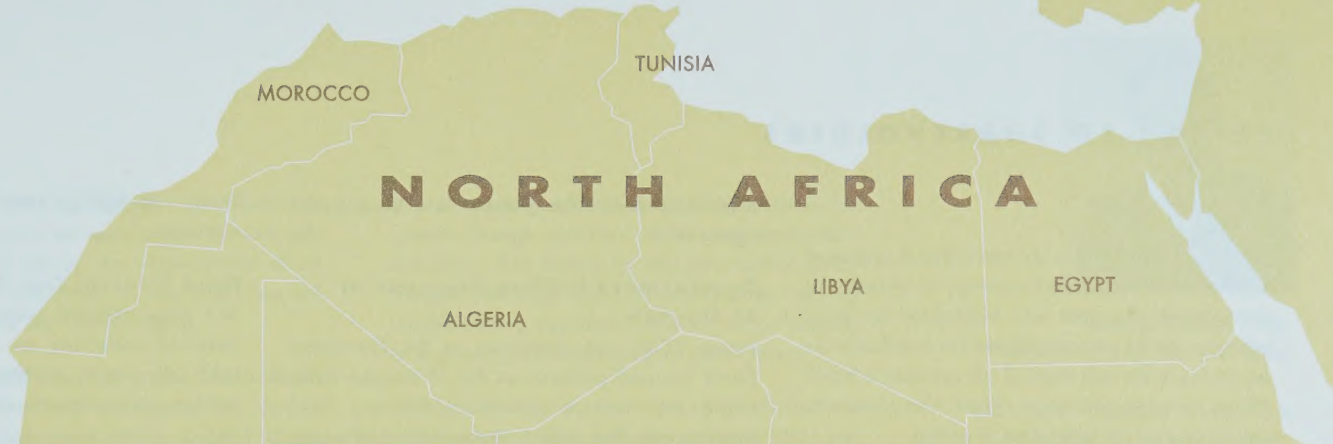 TUNISIA
MOROCCO
NORTH AFRICA
LIBYA
EGYPT
ALGERIA